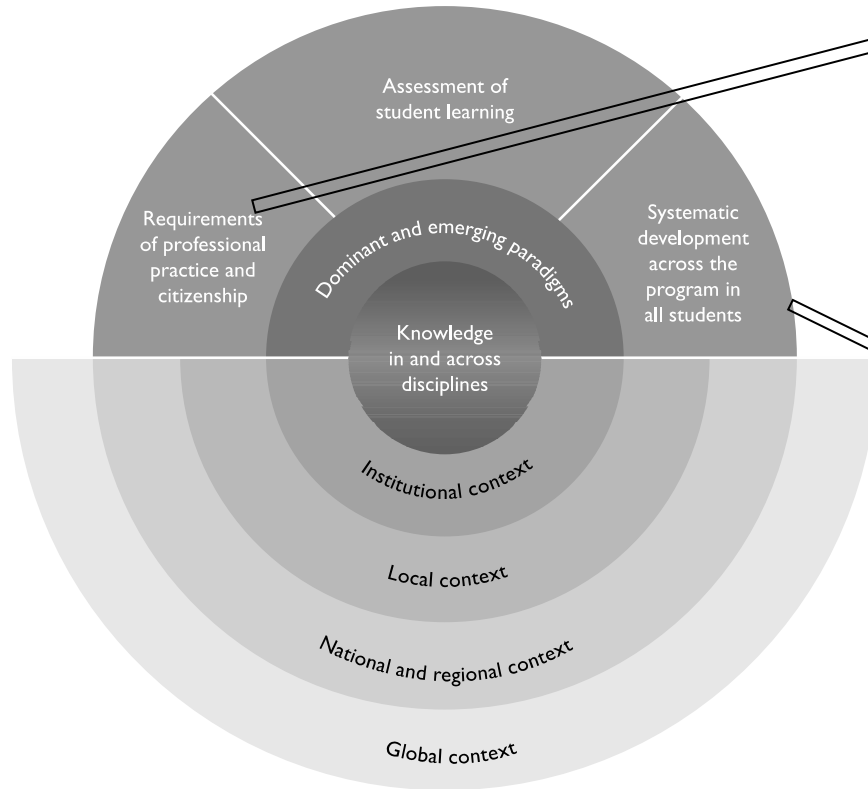 Assessment of
student learning
Requirements
of professional
practice and
citizenship
Systematic
development
across the
program in
all students
Dominant and emerging paradigms
Knowledge
in and across
disciplines
Institutional context
Local context
National and regional context
Global context